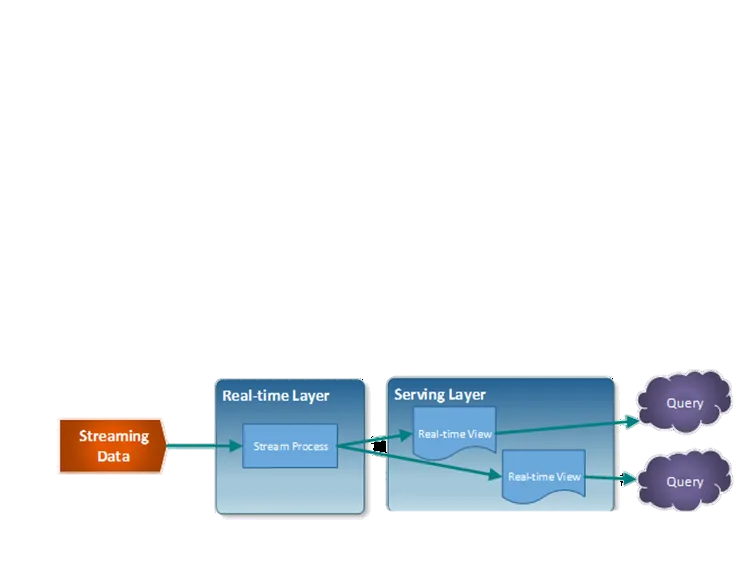 Real-time Layer
Serving Layer
Streaming
Data
Stream Process
Real-time View
Real-time View
Query
Query